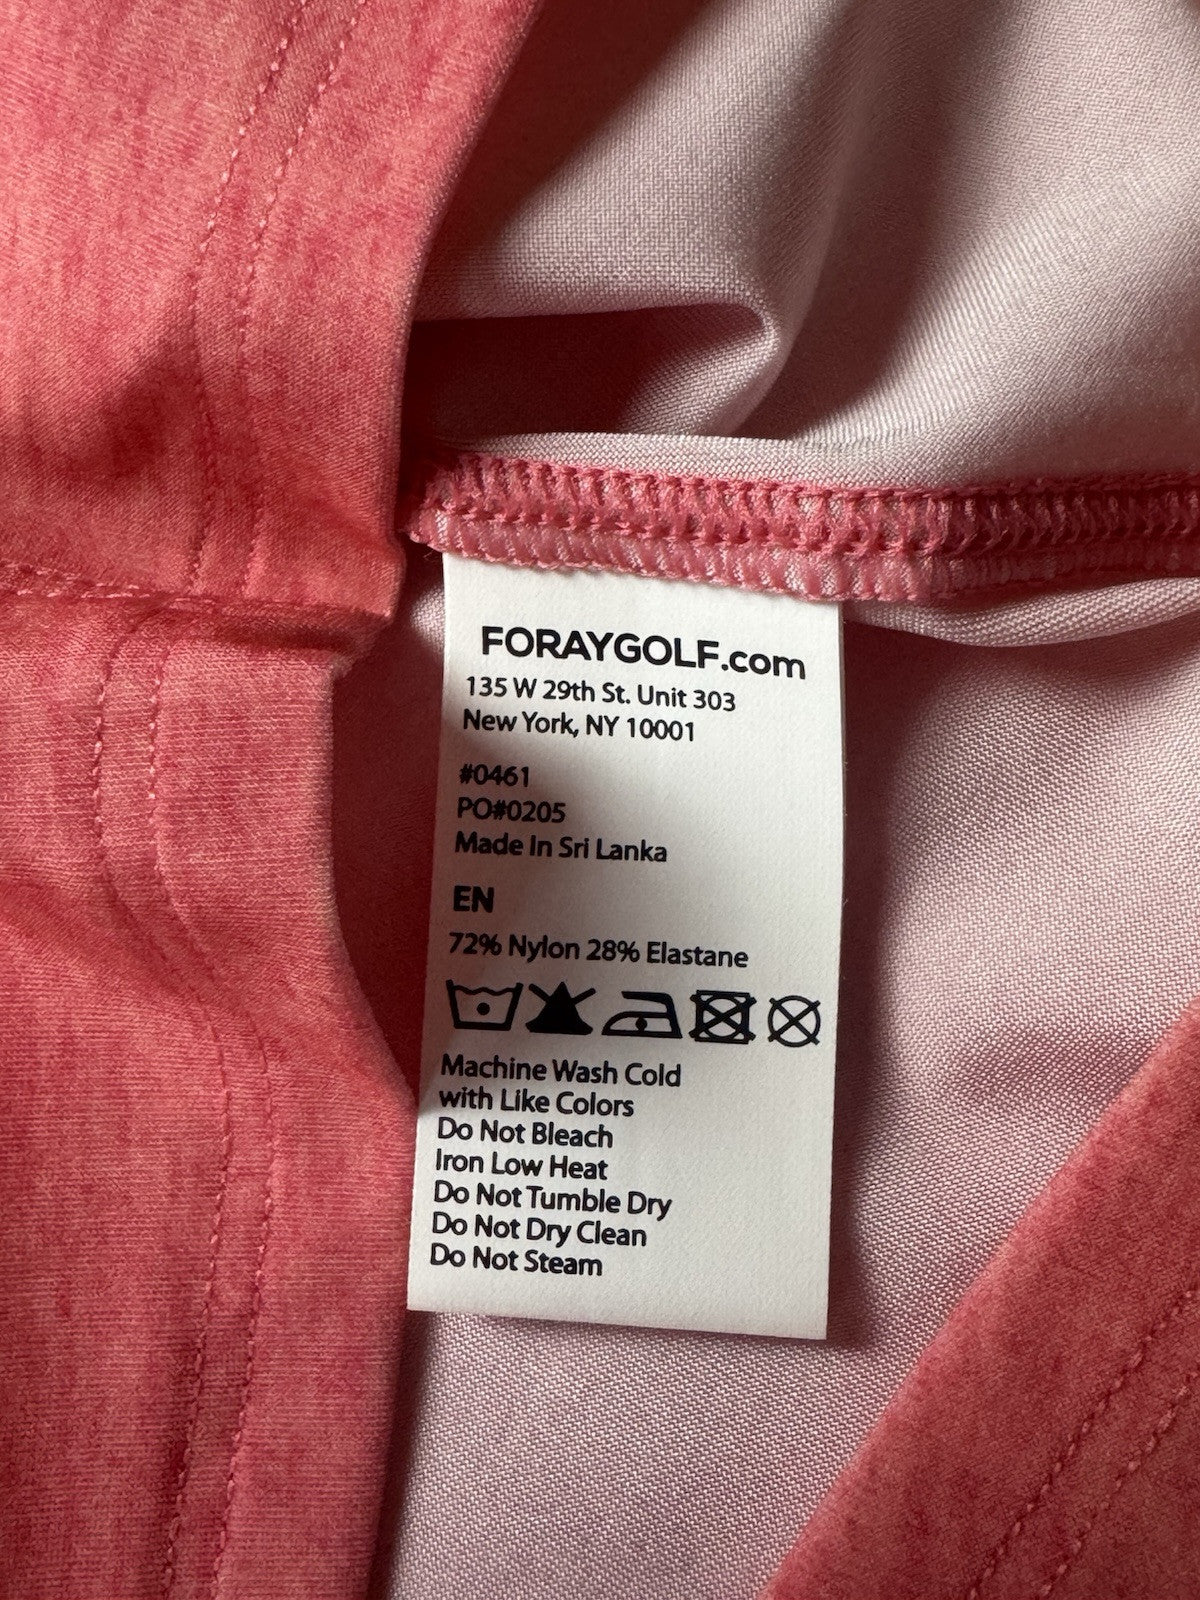 FORAYGOLF.com
135 W 29th St. Unit 303
New York, NY 10001
#0461
PO#0205
Made In Sri Lanka
EN
72% Nylon 28% Elastane
Machine Wash Cold
with Like Colors
Do Not Bleach
Iron Low Heat
Do Not Tumble Dry
Do Not Dry Clean
Do Not Steam